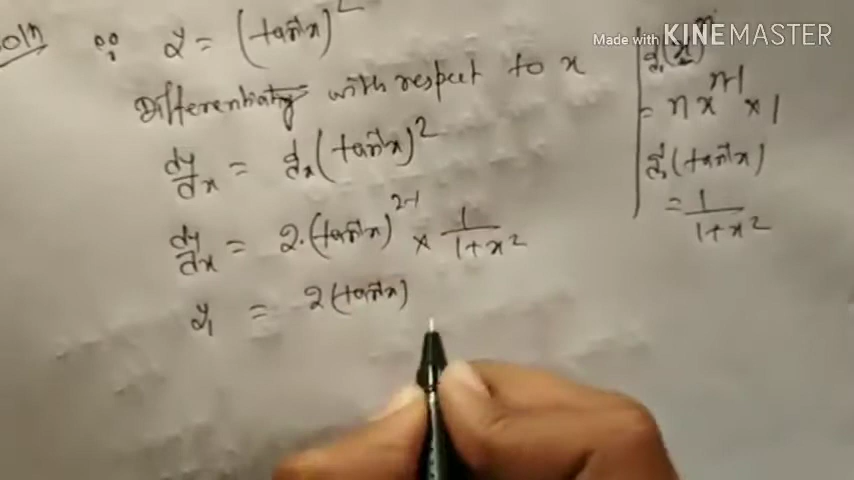 Soln ∵ y = (tan⁻¹x)²
Differentiating with respect to x
dy/dx = d/dx (tan⁻¹x)²
dy/dx = 2·(tan⁻¹x)²⁻¹ × 1/1+x²
y₁ = 2(tan⁻¹x)
Made with KINEMASTER
d/dx (x)ⁿ
= n xⁿ⁻¹ × 1
d/dx (tan⁻¹x)
= 1/1+x²